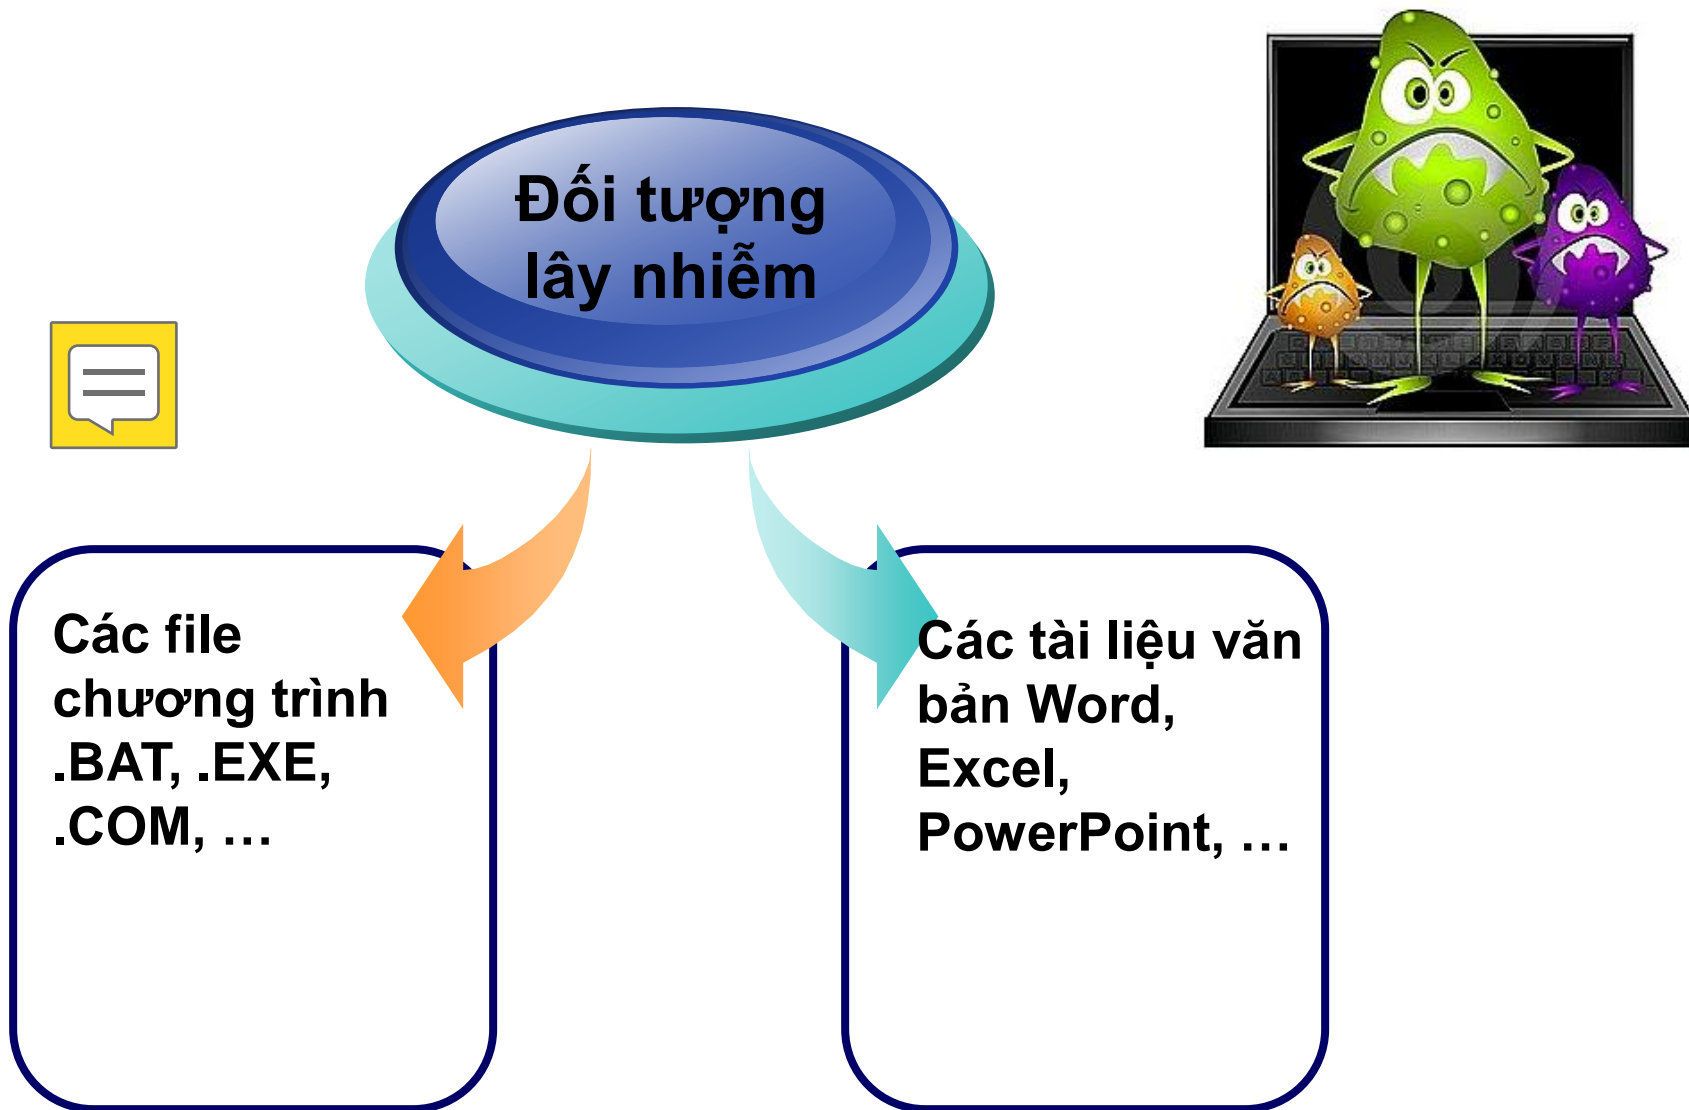 Đối tượng
lây nhiễm
Các file
chương trình
.BAT, .EXE,
.COM, …
Các tài liệu văn
bản Word,
Excel,
PowerPoint, …